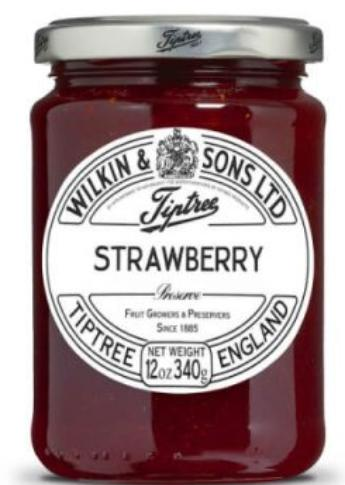 Tiptree
WILKIN & SONS LTD
Tiptree
STRAWBERRY
Preserve
FRUIT GROWERS & PRESERVERS
SINCE 1885
TIPTREE ENGLAND
NET WEIGHT
12oz 340g